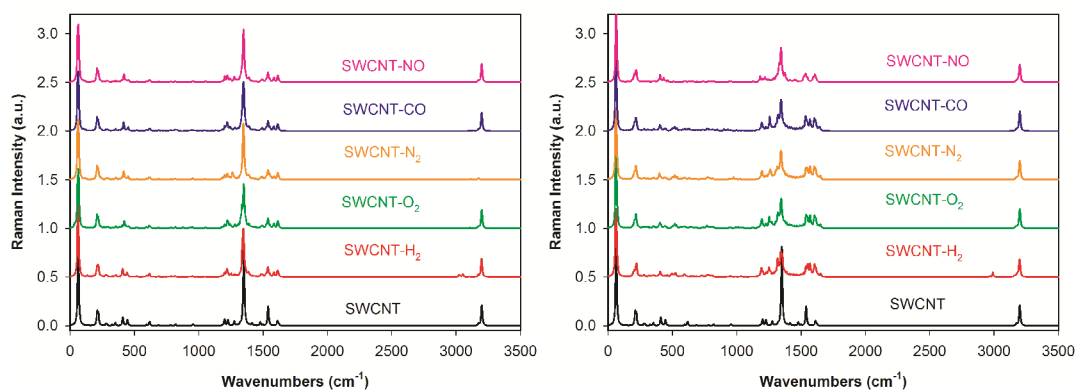 3.0
2.5
2.0
1.5
1.0
0.5
0.0
Raman Intensity (a.u.)
SWCNT-NO
SWCNT-CO
SWCNT-N₂
SWCNT-O₂
SWCNT-H₂
SWCNT
0 500 1000 1500 2000 2500 3000 3500
Wavenumbers (cm⁻¹)
3.0
2.5
2.0
1.5
1.0
0.5
0.0
Raman Intensity (a.u.)
SWCNT-NO
SWCNT-CO
SWCNT-N₂
SWCNT-O₂
SWCNT-H₂
SWCNT
0 500 1000 1500 2000 2500 3000 3500
Wavenumbers (cm⁻¹)